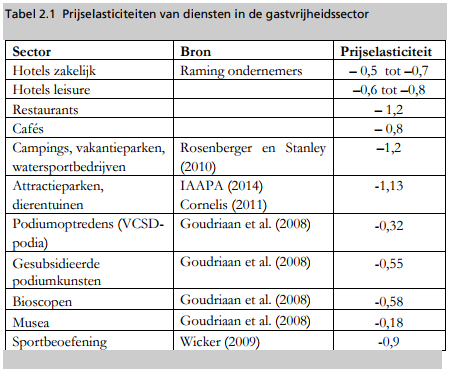 Tabel 2.1 Prijselasticiteiten van diensten in de gastvrijheidssector
Sector Bron Prijselasticiteit
Hotels zakelijk Raming ondernemers – 0,5 tot –0,7
Hotels leisure –0,6 tot –0,8
Restaurants – 1,2
Cafés – 0,8
Campings, vakantieparken, Rosenberger en Stanley –1,2
watersportbedrijven (2010)
Attractieparken, IAAPA (2014) -1,13
dierentuinen Cornelis (2011)
Podiumoptredens (VCSD- Goudriaan et al. (2008) -0,32
podia)
Gesubsidieerde Goudriaan et al. (2008) -0,55
podiumkunsten
Bioscopen Goudriaan et al. (2008) -0,58
Musea Goudriaan et al. (2008) -0,18
Sportbeoefening Wicker (2009) -0,9